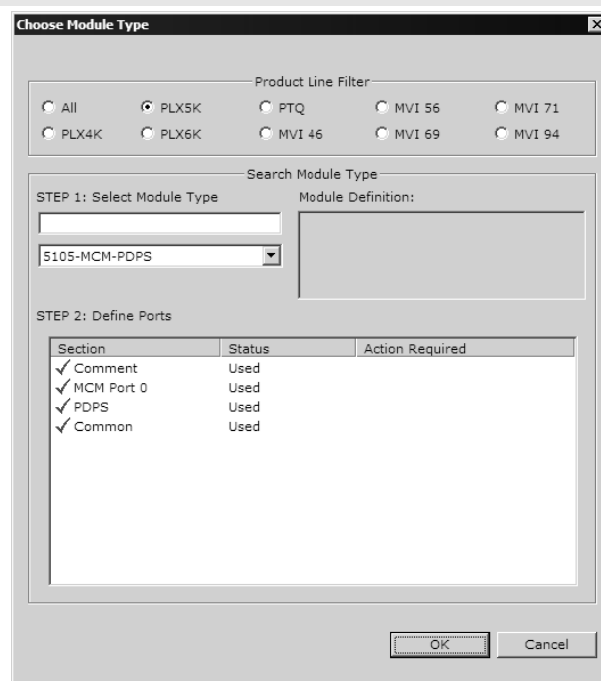 Choose Module Type
Product Line Filter
All PLX5K PTQ MVI 56 MVI 71
PLX4K PLX6K MVI 46 MVI 69 MVI 94
Search Module Type
STEP 1: Select Module Type Module Definition:
5105-MCM-PDPS
STEP 2: Define Ports
Section Status Action Required
Comment Used
MCM Port 0 Used
PDPS Used
Common Used
OK Cancel